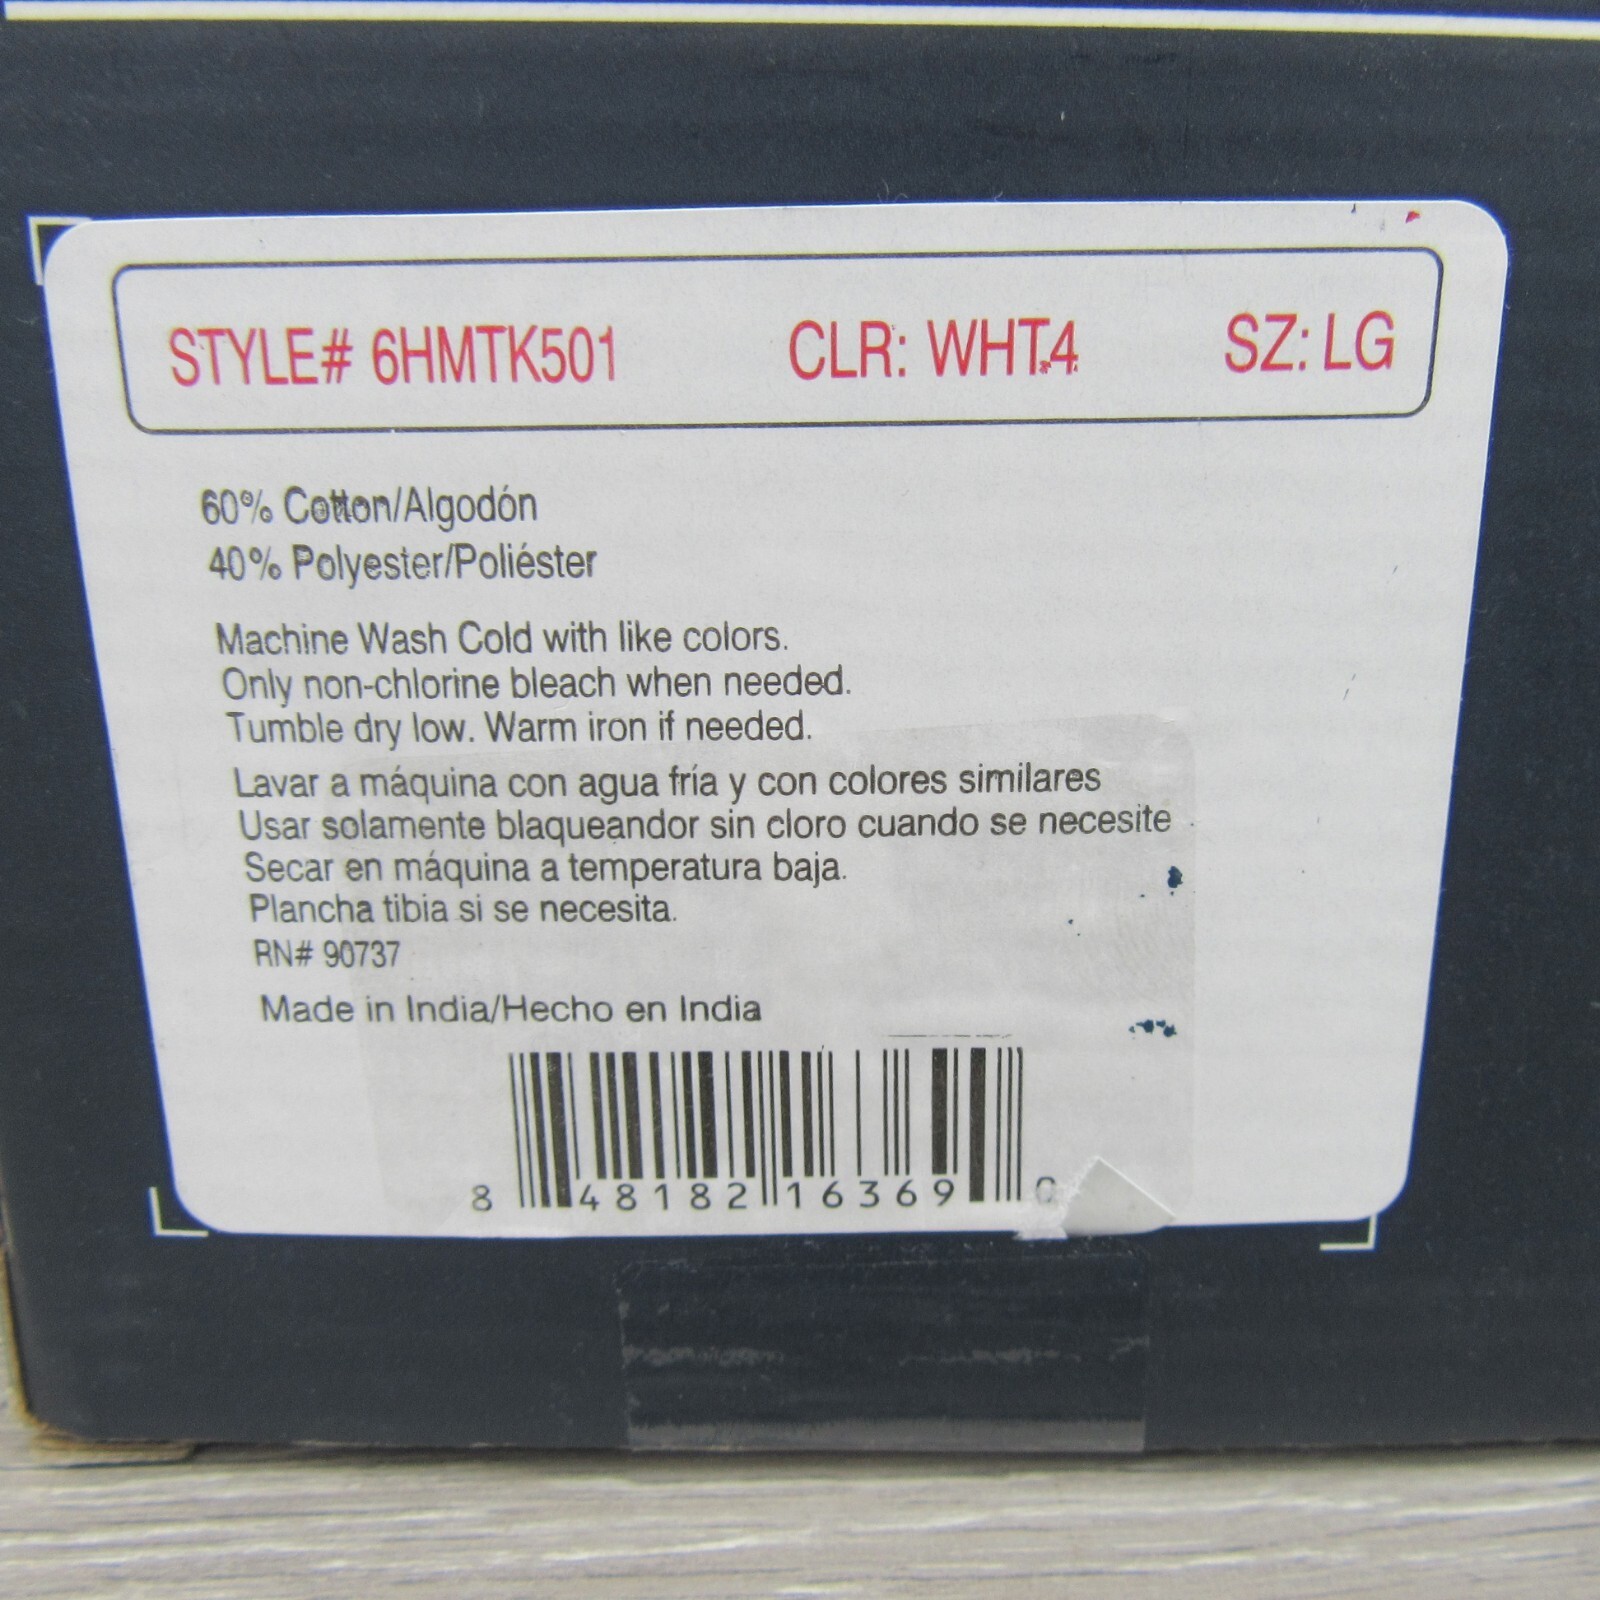 STYLE# 6HMTK501 CLR: WHT.4 SZ: LG
60% Cotton/Algodón
40% Polyester/Poliéster
Machine Wash Cold with like colors.
Only non-chlorine bleach when needed.
Tumble dry low. Warm iron if needed.
Lavar a máquina con agua fría y con colores similares
Usar solamente blaqueandor sin cloro cuando se necesite
Secar en máquina a temperatura baja.
Plancha tibia si se necesita.
RN# 90737
Made in India/Hecho en India
8 48182 16369 0